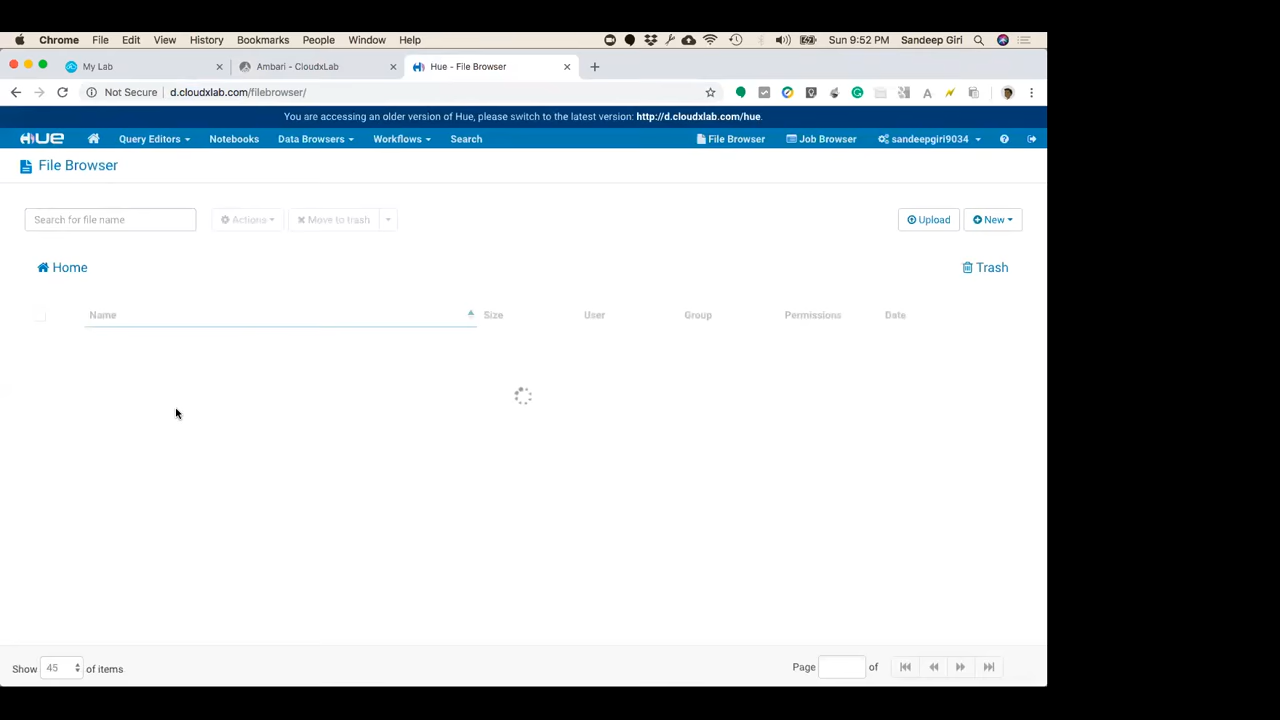 Chrome File Edit View History Bookmarks People Window Help Sun 9:52 PM Sandeep Giri
My Lab Ambari - CloudxLab Hue - File Browser
Not Secure d.cloudxlab.com/filebrowser/
You are accessing an older version of Hue, please switch to the latest version: http://d.cloudxlab.com/hue.
HUE Query Editors Notebooks Data Browsers Workflows Search File Browser Job Browser sandeepgiri9034
File Browser
Search for file name Actions Move to trash Upload New
Home Trash
Name Size User Group Permissions Date
Show 45 of items Page of